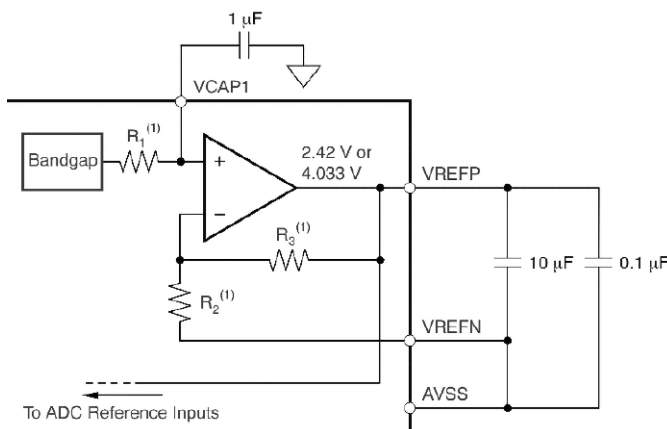 1 µF
VCAP1
R1(1)
Bandgap
+
2.42 V or
4.033 V
VREFP
−
R3(1)
10 µF
0.1 µF
R2(1)
VREFN
AVSS
To ADC Reference Inputs